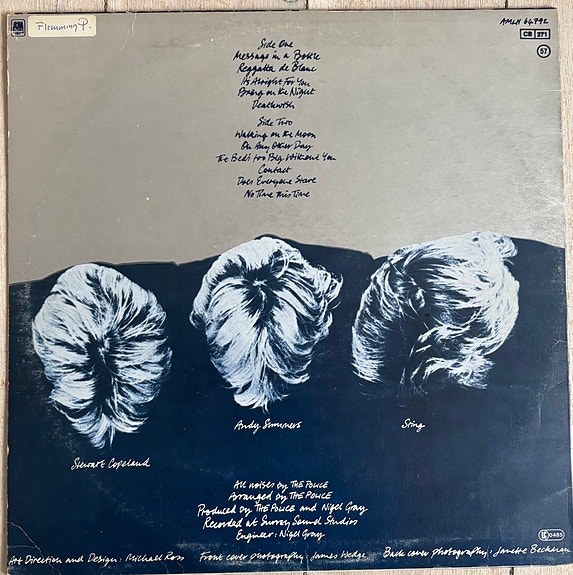 Flemming P.
AMLH 64792
CB 271
57
Side One
Message in a Bottle
Reggatta de Blanc
Its Alright For You
Bring on the Night
Deathwish
Side Two
Walking on the Moon
On Any Other Day
The Bed's too Big Without You
Contact
Does Everyone Stare
No Time This Time
Stewart Copeland
Andy Summers
Sting
All noises by THE POLICE
Arranged by THE POLICE
Produced by THE POLICE and Nigel Gray
Recorded at Surrey Sound Studios
Engineer: Nigel Gray
Art Direction and Design: Michael Ross Front cover photography: James Wedge Back cover photography: Janette Beckman
LC 0485